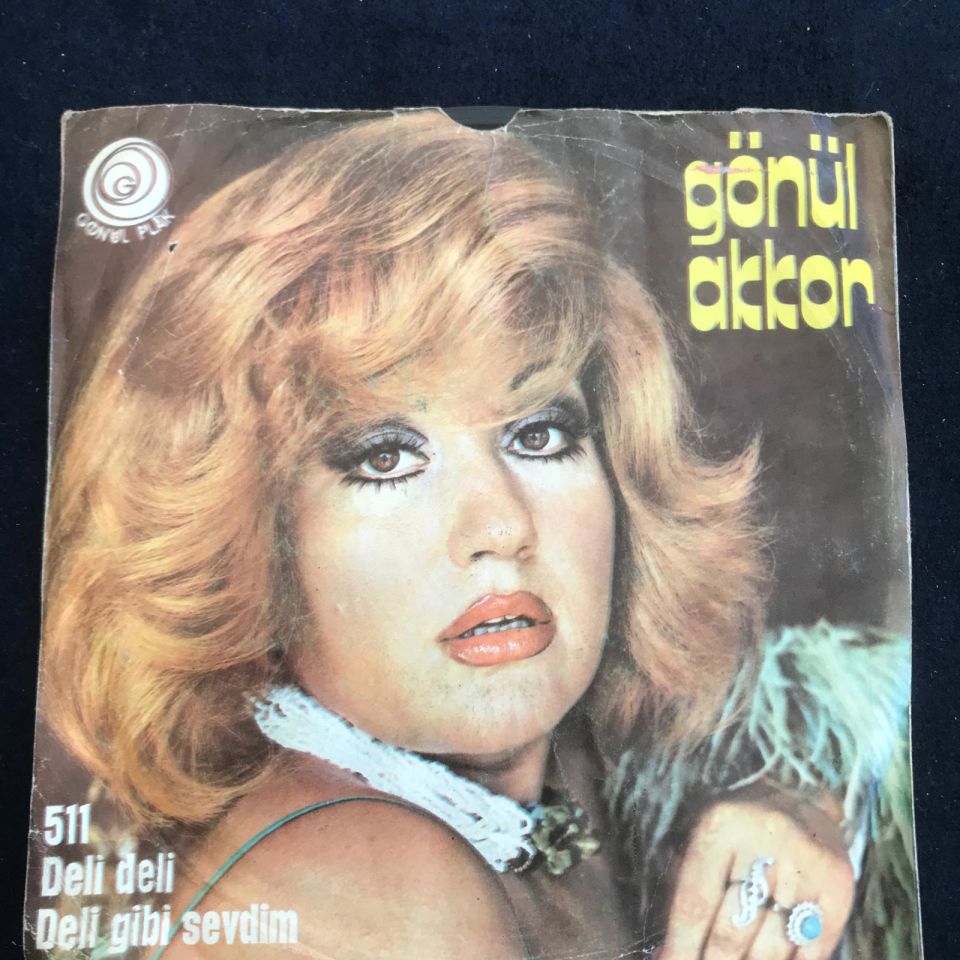 GÖNÜL PLAK
gönül
akkor
511
Deli deli
Deli gibi sevdim